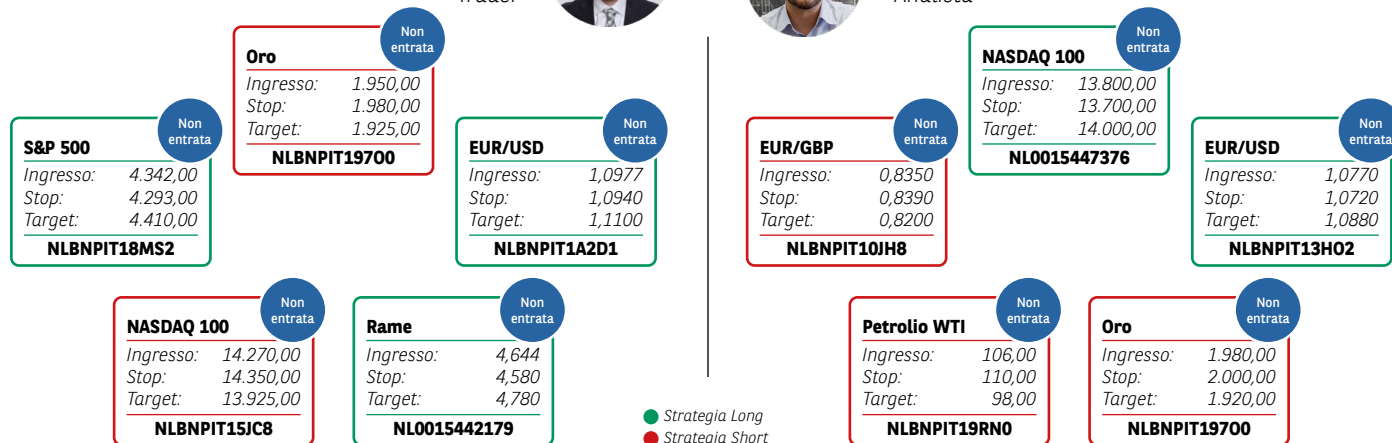 Trader
Analista
Non
entrata
Oro
Ingresso: 1.950,00
Stop: 1.980,00
Target: 1.925,00
NLBNPIT19700
Non
entrata
S&P 500
Ingresso: 4.342,00
Stop: 4.293,00
Target: 4.410,00
NLBNPIT18MS2
Non
entrata
EUR/USD
Ingresso: 1,0977
Stop: 1,0940
Target: 1,1100
NLBNPIT1A2D1
Non
entrata
NASDAQ 100
Ingresso: 14.270,00
Stop: 14.350,00
Target: 13.925,00
NLBNPIT15JC8
Non
entrata
Rame
Ingresso: 4,644
Stop: 4,580
Target: 4,780
NL0015442179
Strategia Long
Strategia Short
Non
entrata
NASDAQ 100
Ingresso: 13.800,00
Stop: 13.700,00
Target: 14.000,00
NL0015447376
Non
entrata
EUR/GBP
Ingresso: 0,8350
Stop: 0,8390
Target: 0,8200
NLBNPIT10JH8
Non
entrata
EUR/USD
Ingresso: 1,0770
Stop: 1,0720
Target: 1,0880
NLBNPIT13HO2
Non
entrata
Petrolio WTI
Ingresso: 106,00
Stop: 110,00
Target: 98,00
NLBNPIT19RN0
Non
entrata
Oro
Ingresso: 1.980,00
Stop: 2.000,00
Target: 1.920,00
NLBNPIT19700